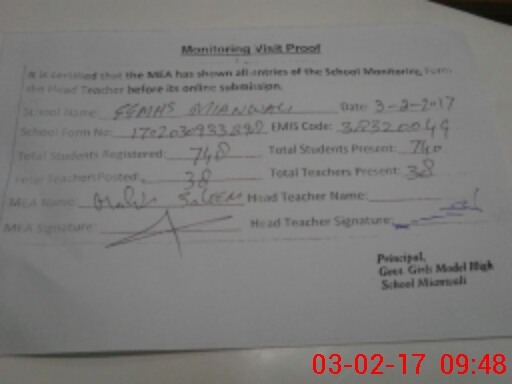 Monitoring Visit Proof
It is certified that the MEA has shown all entries of the School Monitoring Form
the Head Teacher before its online submission.
School Name: GGMHS MIANWALI Date: 3-2-2017
School Form No: EMIS Code: 38320049
Total Students Registered: 748 Total Students Present: 740
Total Teachers Posted: 38 Total Teachers Present: 38
MEA Name: Saleem Head Teacher Name:
MEA Signature: Head Teacher Signature:
Principal,
Govt. Girls Model High
School Mianwali
03-02-17 09:48